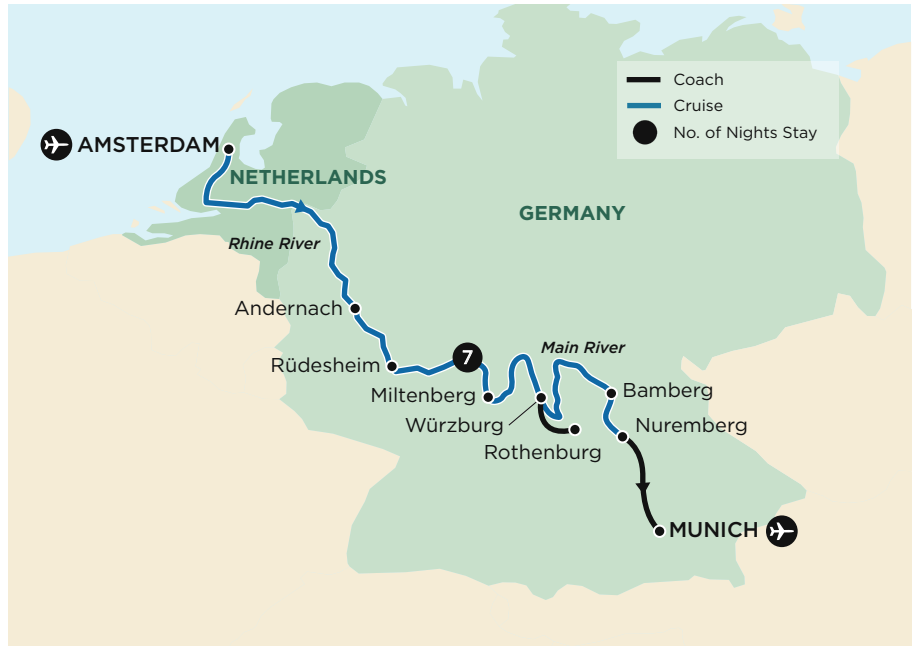 Coach
Cruise
No. of Nights Stay
AMSTERDAM
NETHERLANDS
GERMANY
Rhine River
Andernach
Rüdesheim
7
Main River
Miltenberg
Bamberg
Würzburg
Nuremberg
Rothenburg
MUNICH